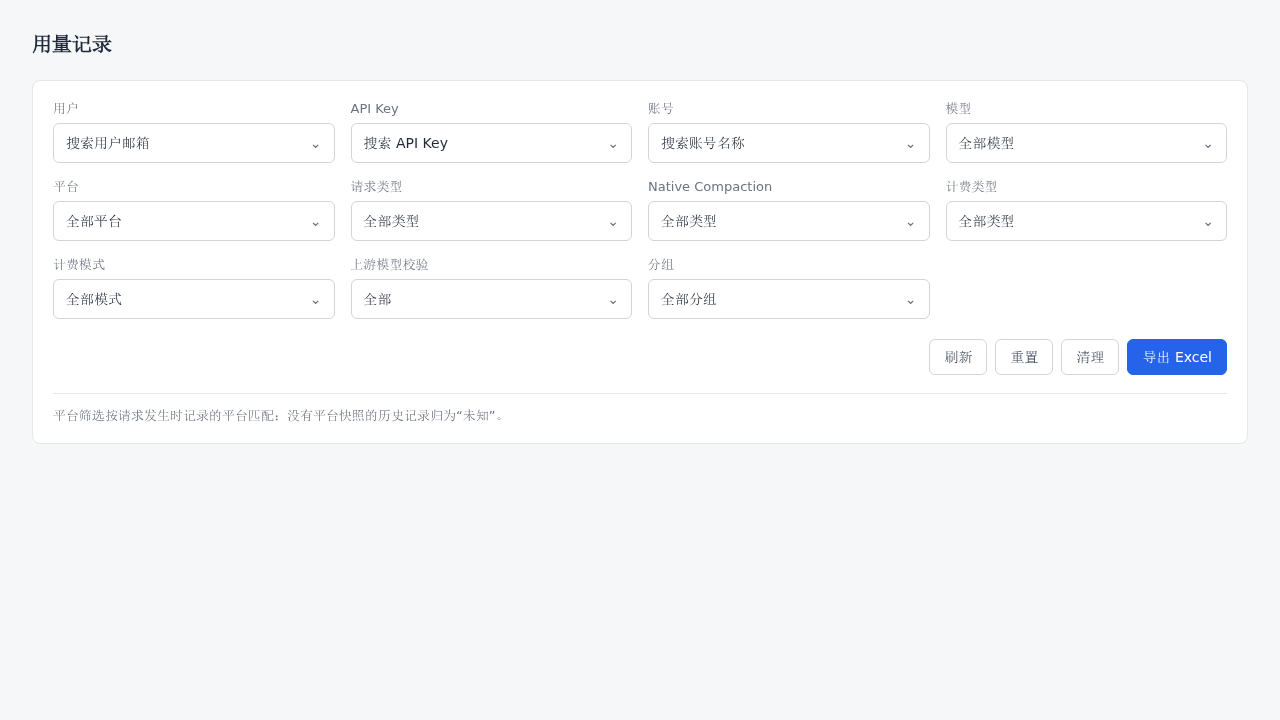 用量记录
用户
API Key
账号
模型
搜索用户邮箱
搜索 API Key
搜索账号名称
全部模型
平台
请求类型
Native Compaction
计费类型
全部平台
全部类型
全部类型
全部类型
计费模式
上游模型校验
分组
全部模式
全部
全部分组
刷新
重置
清理
导出 Excel
平台筛选按请求发生时记录的平台匹配；没有平台快照的历史记录归为“未知”。